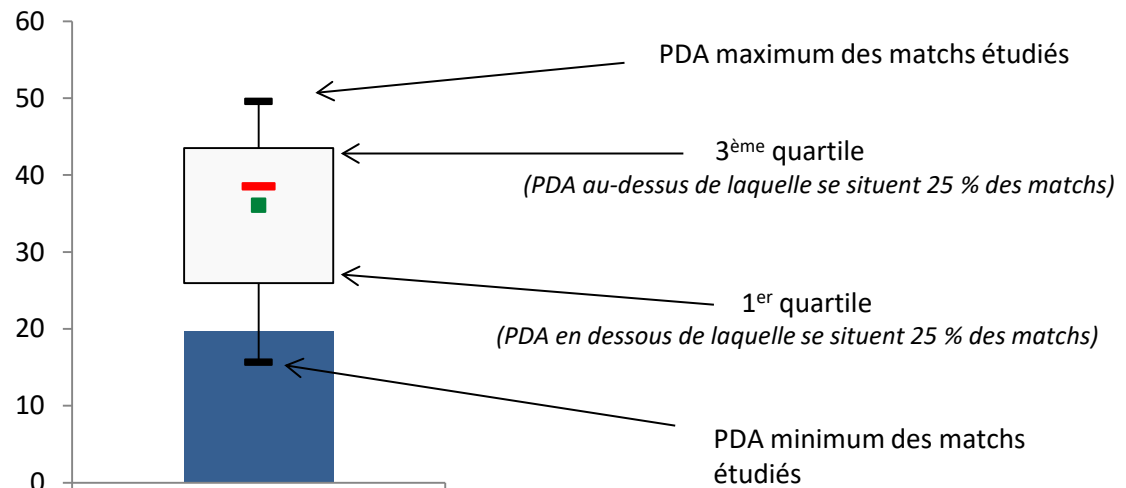 60
PDA maximum des matchs étudiés
50
3ème quartile
(PDA au-dessus de laquelle se situent 25 % des matchs)
40
30
1er quartile
(PDA en dessous de laquelle se situent 25 % des matchs)
20
10
PDA minimum des matchs
étudiés
0